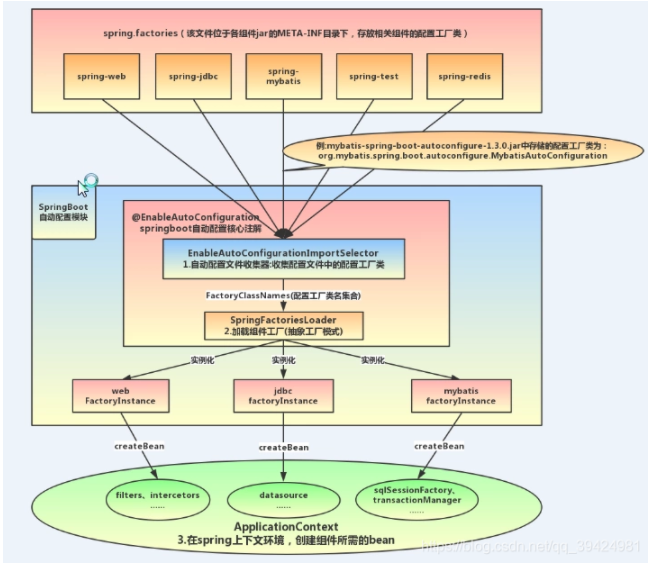 spring.factories（该文件位于各组件jar的META-INF目录下，存放相关组件的配置工厂类）
spring-web
spring-jdbc
spring-
mybatis
spring-test
spring-redis
例:mybatis-spring-boot-autoconfigure-1.3.0.jar中存储的配置工厂类为：
org.mybatis.spring.boot.autoconfigure.MybatisAutoConfiguration
SpringBoot
自动配置模块
@EnableAutoConfiguration
springboot自动配置核心注解
EnableAutoConfigurationImportSelector
1.自动配置文件收集器:收集配置文件中的配置工厂类
FactoryClassNames(配置工厂类名集合)
SpringFactoriesLoader
2.加载组件工厂(抽象工厂模式)
实例化
实例化
实例化
web
FactoryInstance
jdbc
factoryInstance
mybatis
factoryInstance
createBean
createBean
createBean
filters、intercetors
......
datasource
......
sqlSessionFactory、
transactionManager
......
ApplicationContext
3.在spring上下文环境，创建组件所需的bean
https://blog.csdn.net/qq_39424981